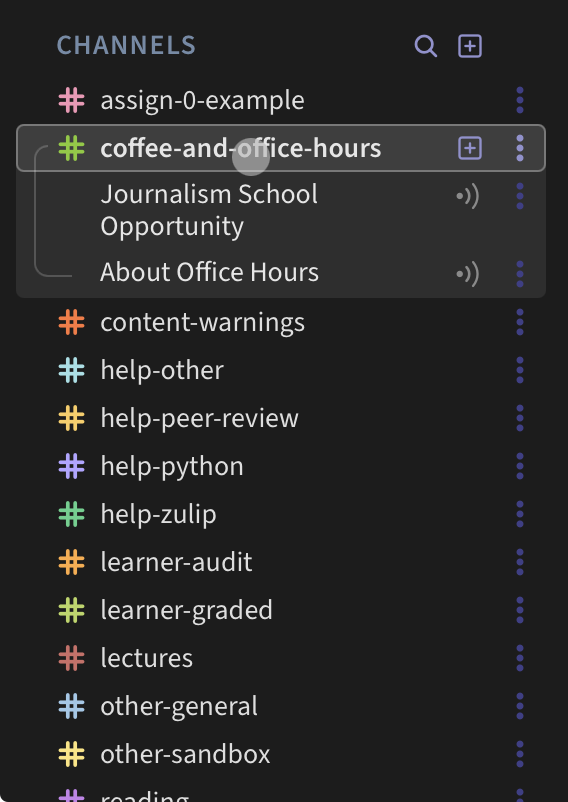 CHANNELS
# assign-0-example
# coffee-and-office-hours
Journalism School
Opportunity
About Office Hours
# content-warnings
# help-other
# help-peer-review
# help-python
# help-zulip
# learner-audit
# learner-graded
# lectures
# other-general
# other-sandbox
# reading